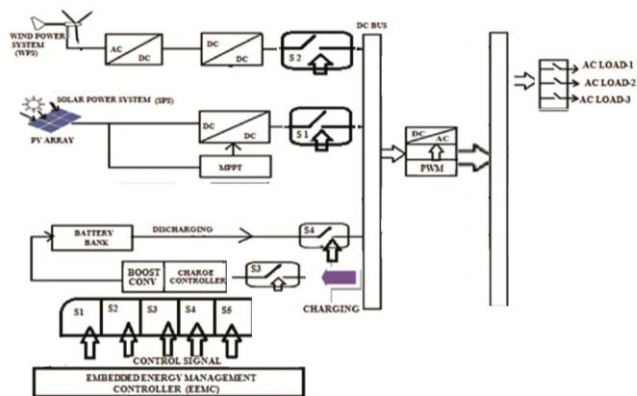 DC BUS
WIND POWER
SYSTEM
(WPS)
AC
DC
DC
DC
S 2
AC LOAD-1
AC LOAD-2
AC LOAD-3
SOLAR POWER SYSTEM (SPS)
PV ARRAY
DC
DC
S 1
MPPT
DC
AC
PWM
BATTERY
BANK
DISCHARGING
S4
BOOST
CONV
CHARGE
CONTROLLER
S3
CHARGING
S1
S2
S3
S4
S5
CONTROL SIGNAL
EMBEDDED ENERGY MANAGEMENT
CONTROLLER (EEMC)